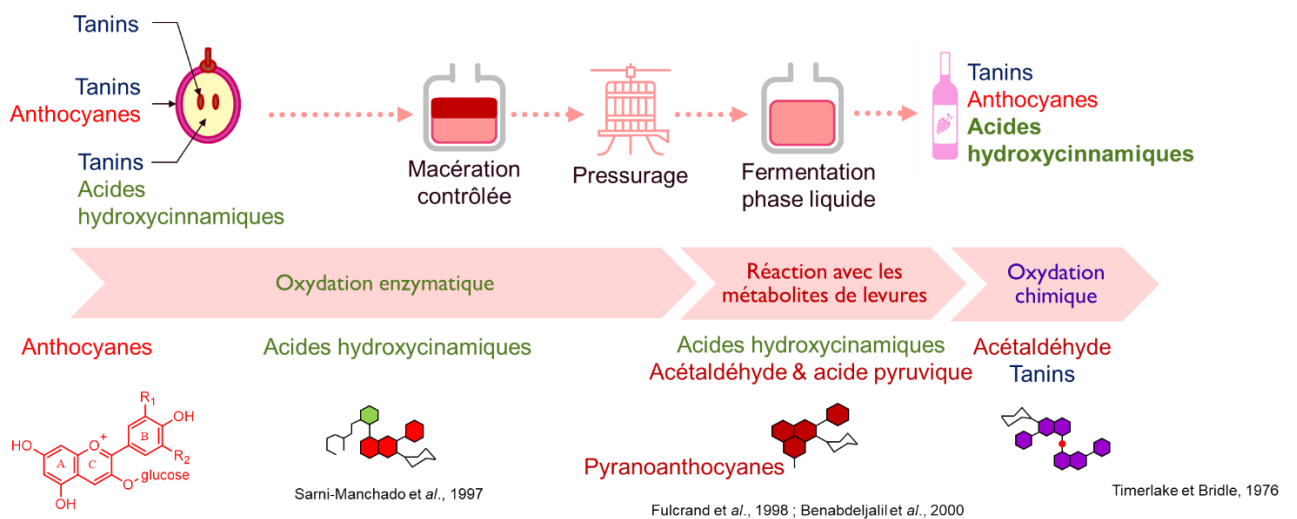 Tanins
Tanins
Anthocyanes
Tanins
Acides
hydroxycinnamiques
Macération
contrôlée
Pressurage
Fermentation
phase liquide
Tanins
Anthocyanes
Acides
hydroxycinnamiques
Oxydation enzymatique
Réaction avec les
métabolites de levures
Oxydation
chimique
Anthocyanes
Acides hydroxycinamiques
Acides hydroxycinamiques
Acétaldéhyde & acide pyruvique
Acétaldéhyde
Tanins
R1
OH
B
R2
HO
O+
A
C
O-glucose
OH
Sarni-Manchado et al., 1997
Pyranoanthocyanes
Fulcrand et al., 1998 ; Benabdeljalil et al., 2000
Timerlake et Bridle, 1976